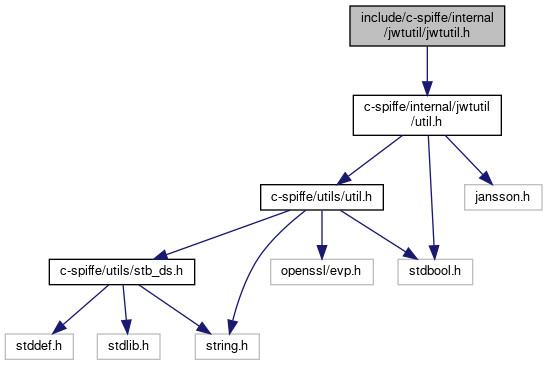 include/c-spiffe/internal
/jwtutil/jwtutil.h
c-spiffe/internal/jwtutil
/util.h
c-spiffe/utils/util.h
jansson.h
c-spiffe/utils/stb_ds.h
openssl/evp.h
stdbool.h
stddef.h
stdlib.h
string.h